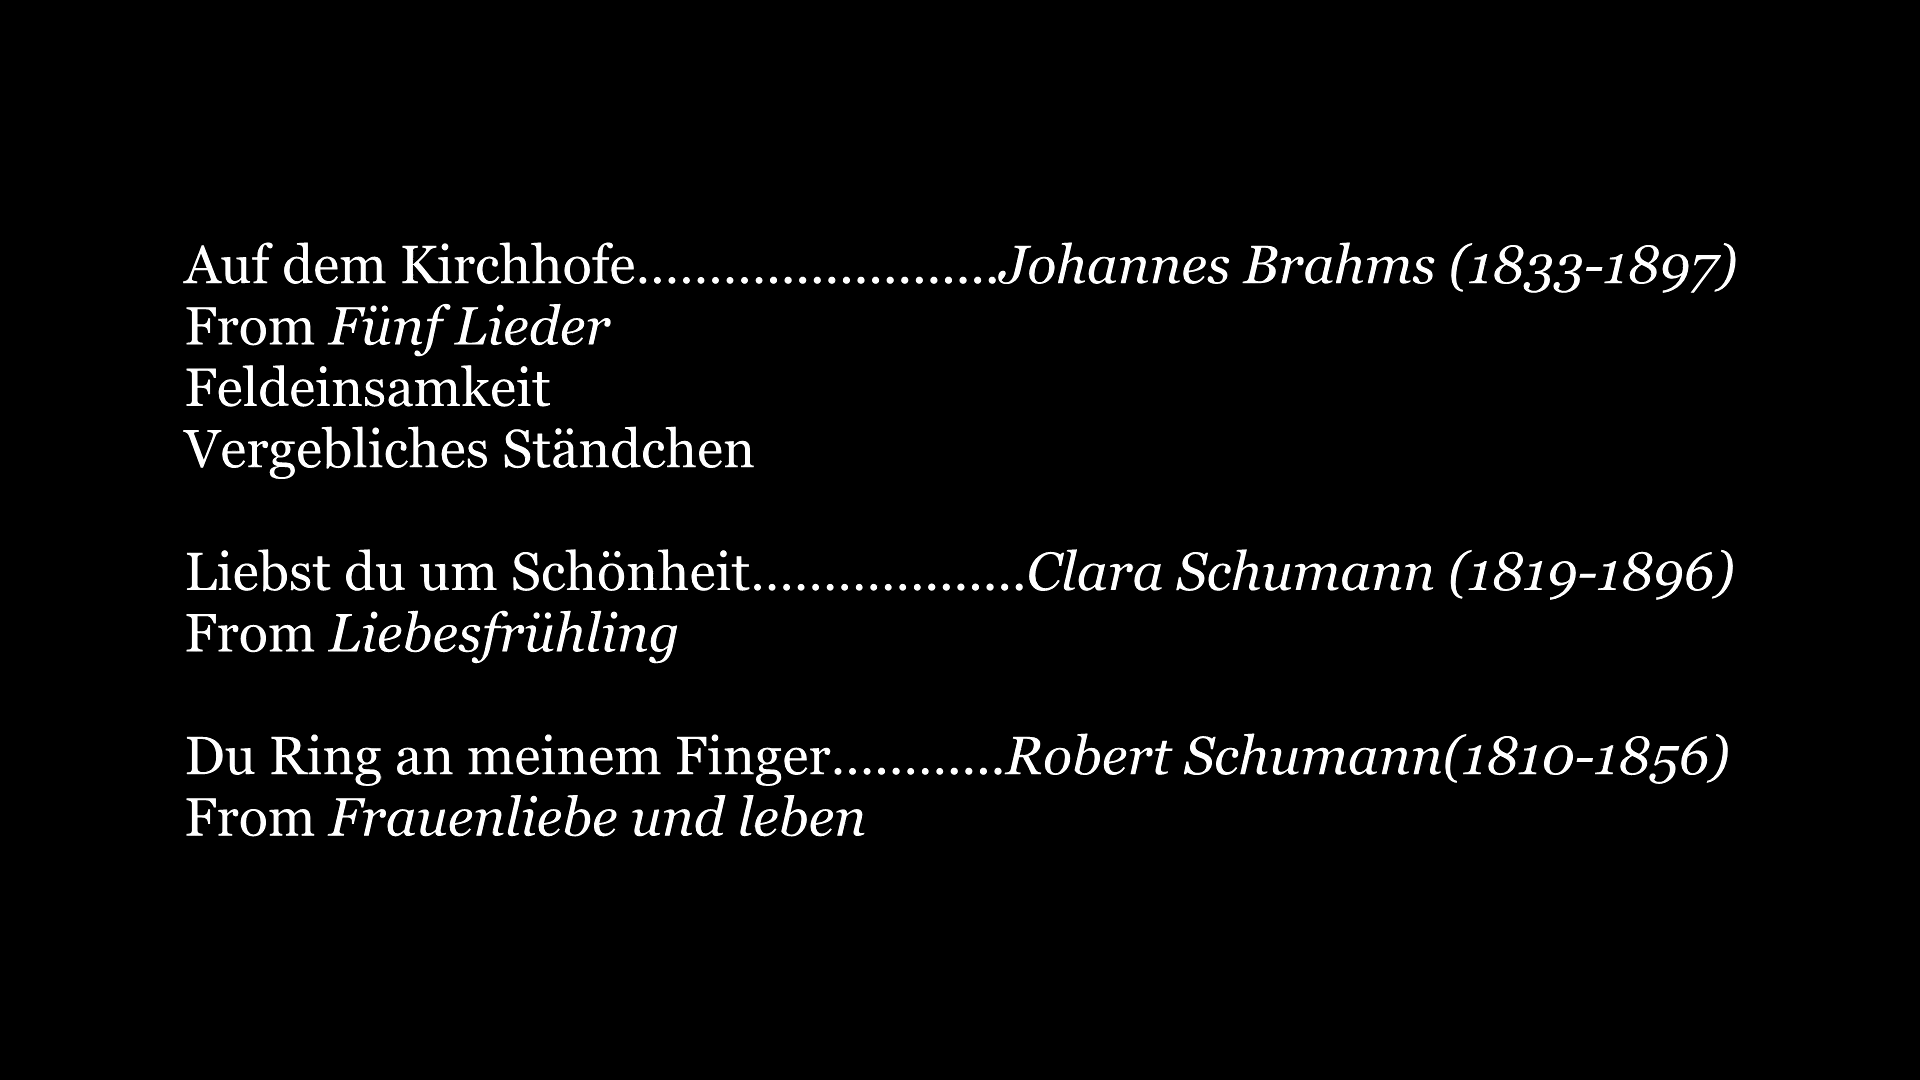 Auf dem Kirchhofe.........................Johannes Brahms (1833-1897)
From Fünf Lieder
Feldeinsamkeit
Vergebliches Ständchen
Liebst du um Schönheit...................Clara Schumann (1819-1896)
From Liebesfrühling
Du Ring an meinem Finger............Robert Schumann(1810-1856)
From Frauenliebe und leben